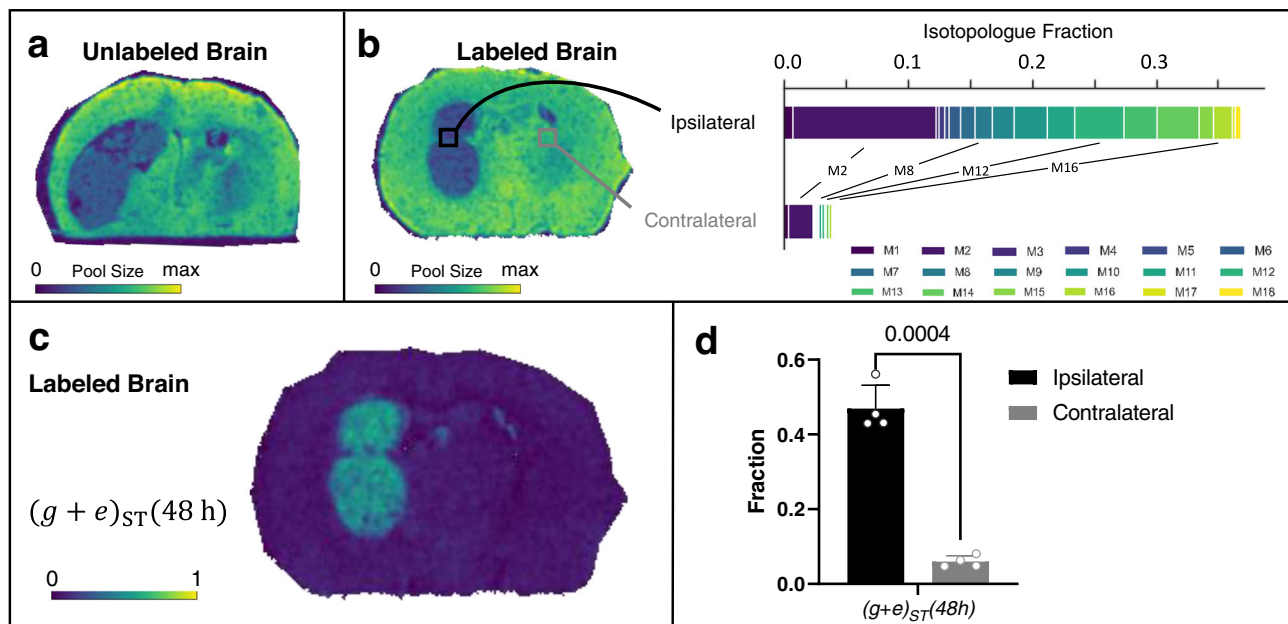 a
Unlabeled Brain
0 Pool Size max
b
Labeled Brain
0 Pool Size max
Ipsilateral
Contralateral
Isotopologue Fraction
0.0 0.1 0.2 0.3
M2 M8 M12 M16
M1 M2 M3 M4 M5 M6
M7 M8 M9 M10 M11 M12
M13 M14 M15 M16 M17 M18
c
Labeled Brain
(g + e)ST(48 h)
0 1
d
0.0004
0.6
0.4
0.2
0.0
Fraction
(g+e)ST(48h)
Ipsilateral
Contralateral